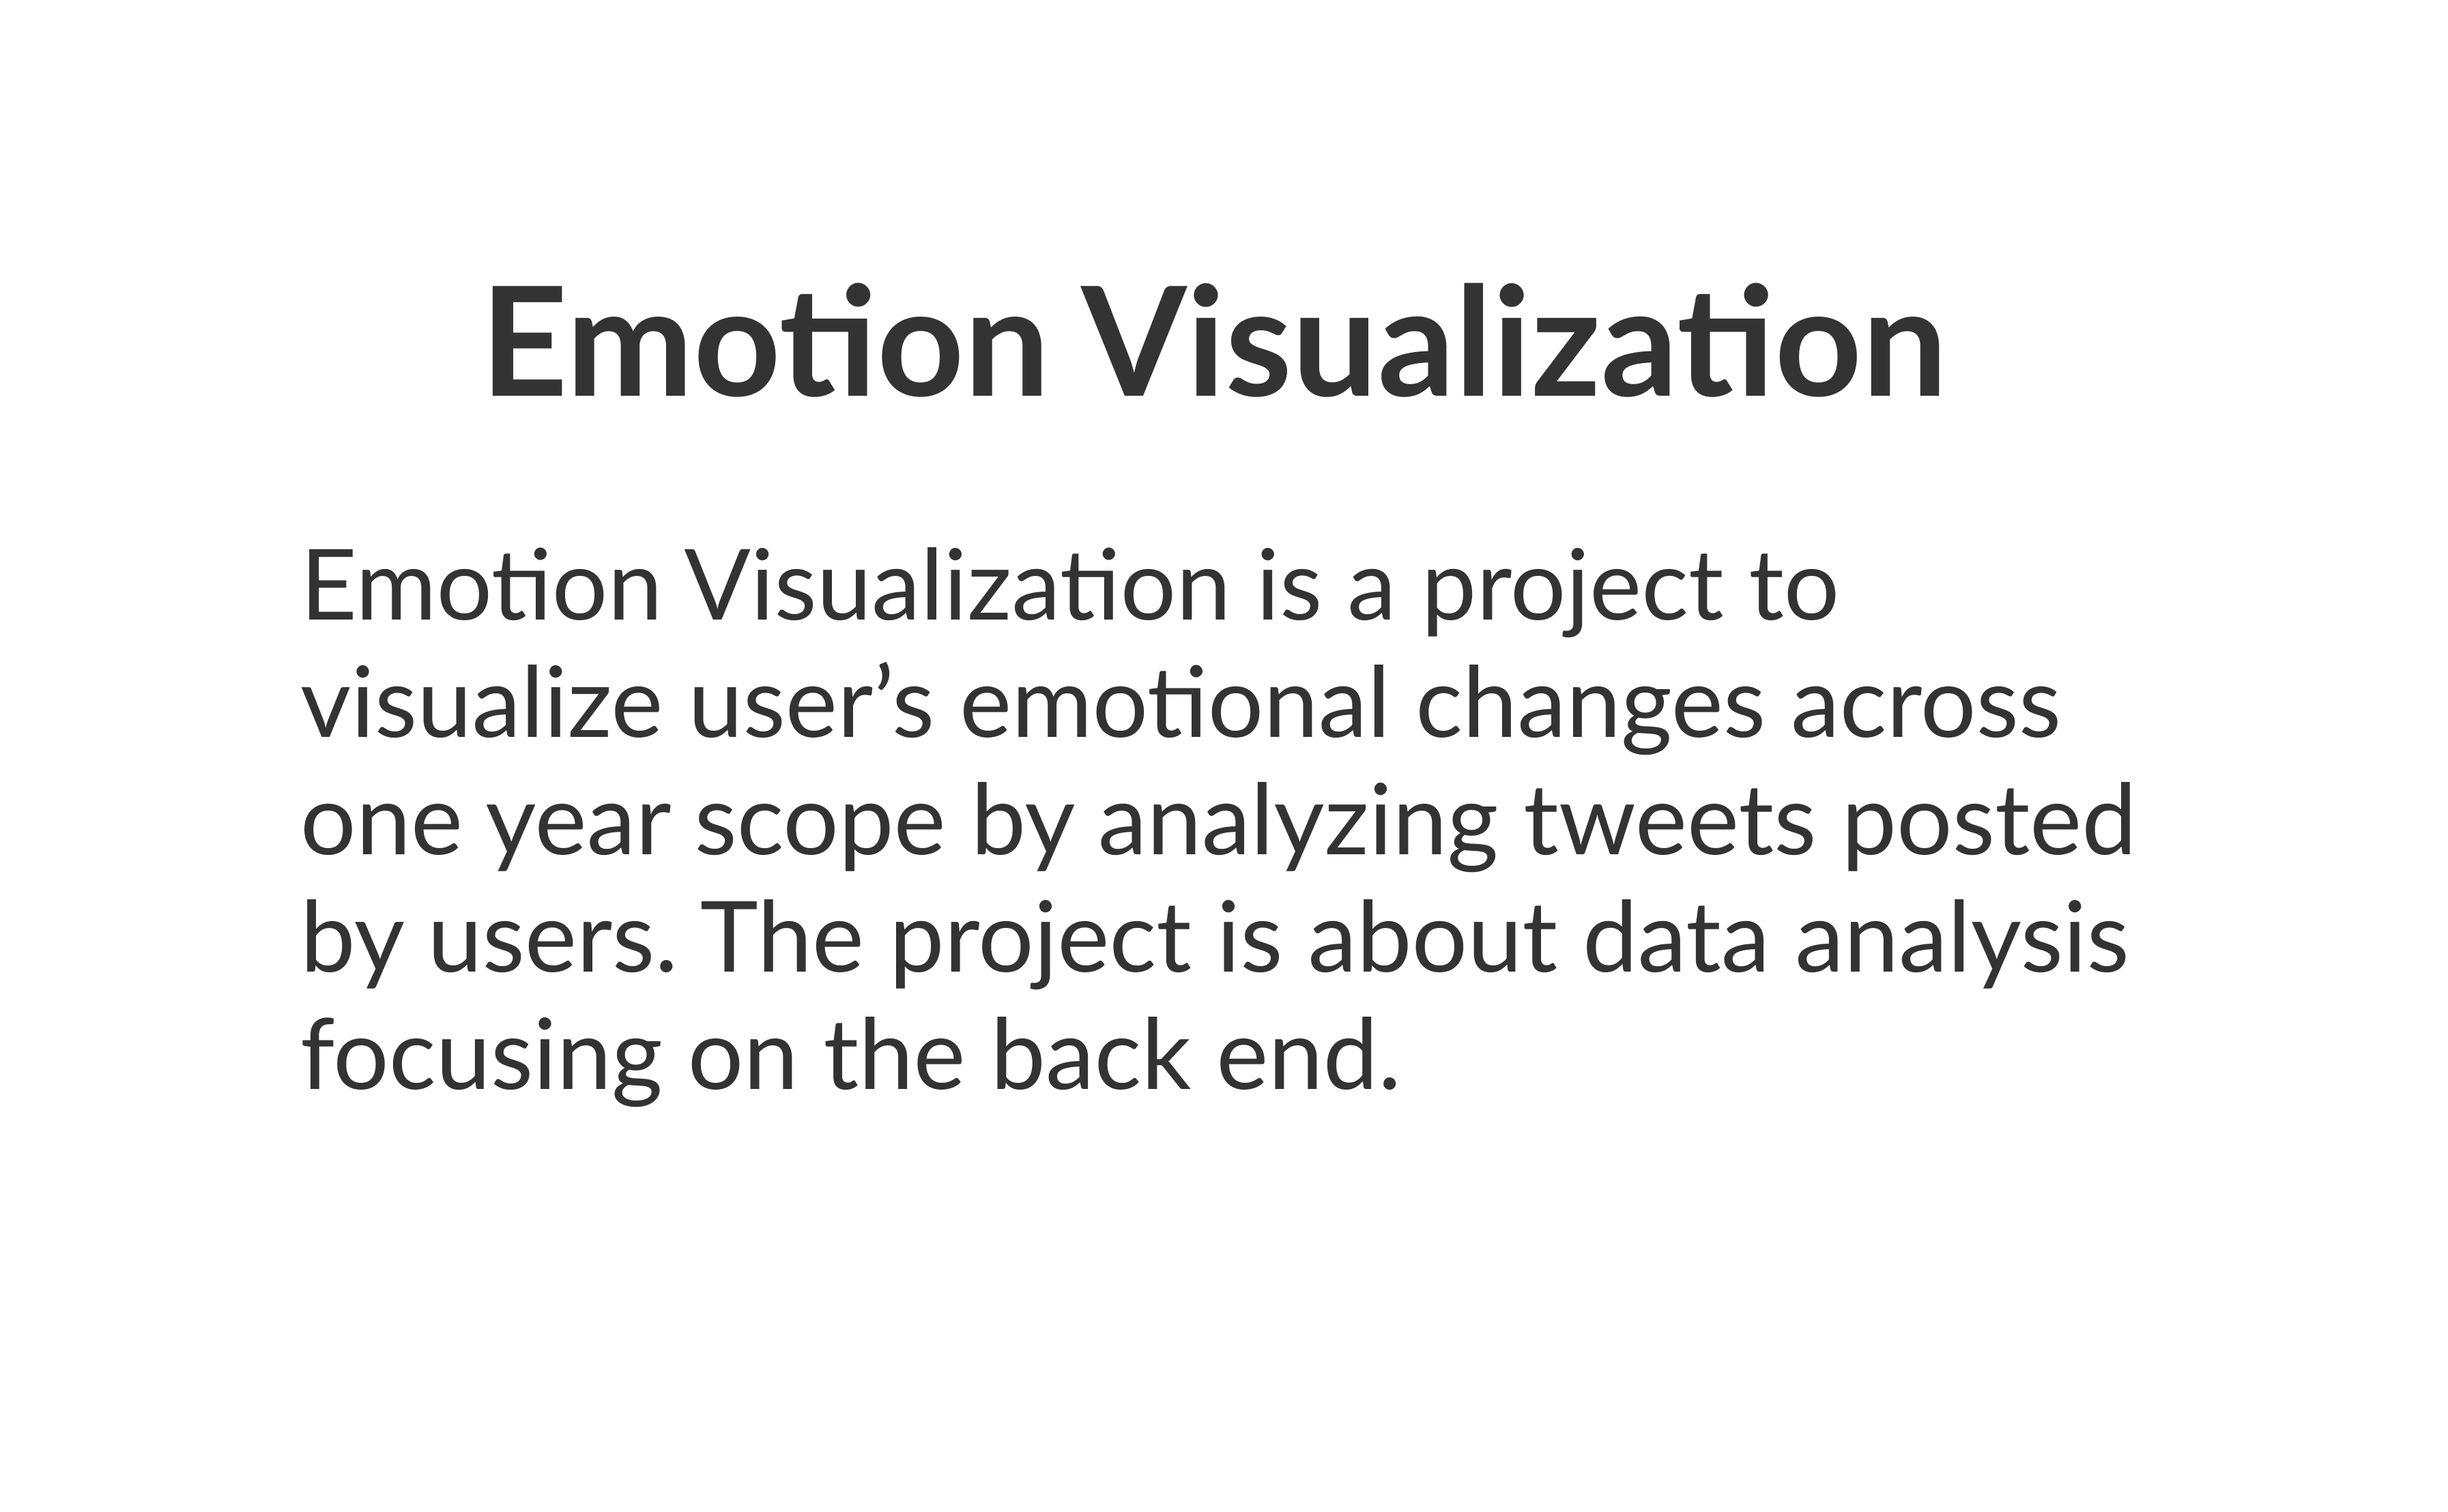 Emotion Visualization
Emotion Visualization is a project to
visualize user’s emotional changes across
one year scope by analyzing tweets posted
by users. The project is about data analysis
focusing on the back end.